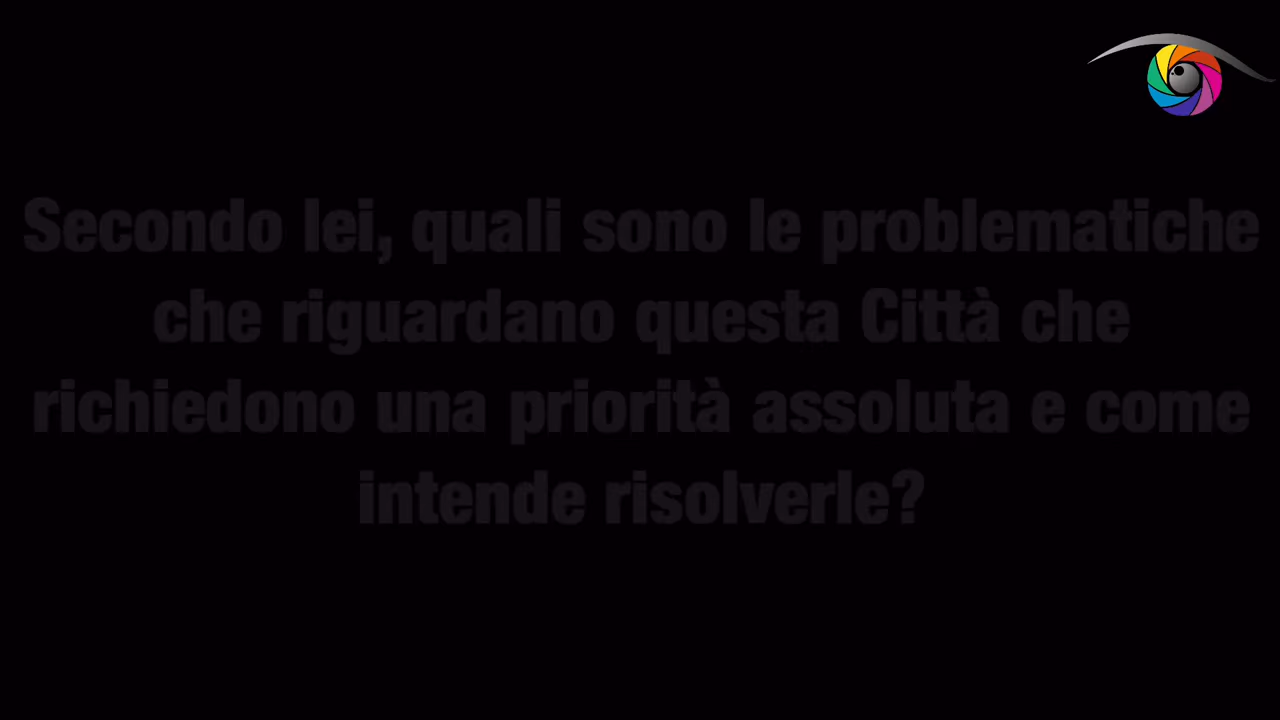 Secondo lei, quali sono le problematiche
che riguardano questa Città che
richiedono una priorità assoluta e come
intende risolverle?